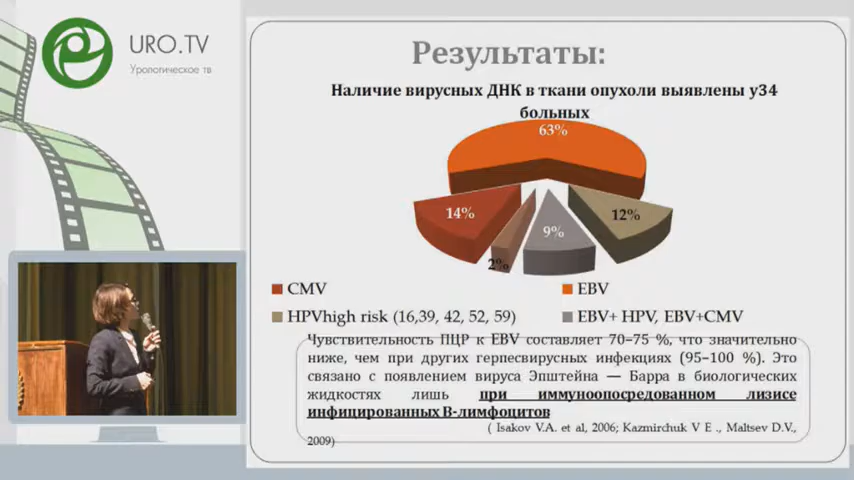 URO.TV
Урологическое тв
Результаты:
Наличие вирусных ДНК в ткани опухоли выявлены у34
больных
63%
14%
12%
9%
2%
CMV
EBV
HPVhigh risk (16,39, 42, 52, 59)
EBV+ HPV, EBV+CMV
Чувствительность ПЦР к EBV составляет 70–75 %, что значительно
ниже, чем при других герпесвирусных инфекциях (95–100 %). Это
связано с появлением вируса Эпштейна — Барра в биологических
жидкостях лишь при иммуноопосредованном лизисе
инфицированных В-лимфоцитов
( Isakov V.A. et al, 2006; Kazmirchuk V E ., Maltsev D.V.,
2009)